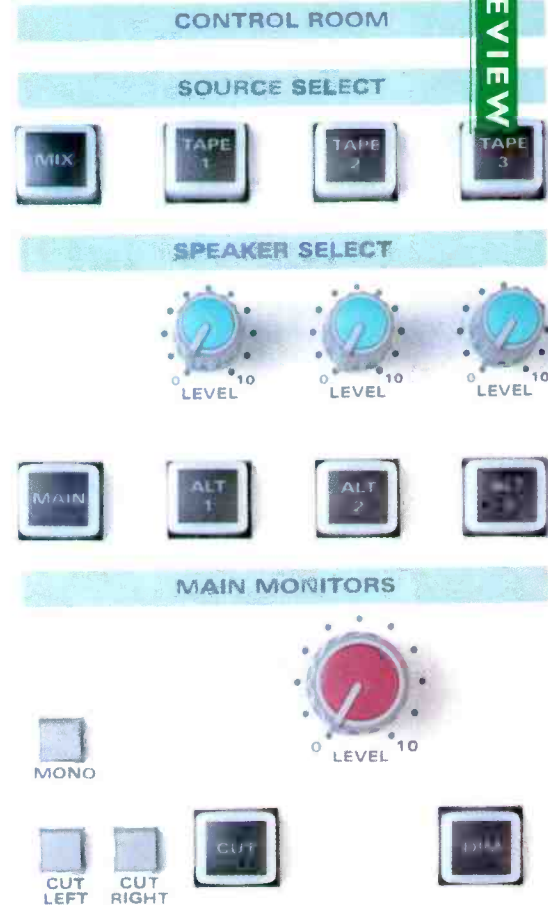 CONTROL ROOM
SOURCE SELECT
MIX TAPE 1 TAPE 2 TAPE 3
SPEAKER SELECT
0 10 0 10 0 10
LEVEL LEVEL LEVEL
MAIN ALT 1 ALT 2
MAIN MONITORS
0 LEVEL 10
MONO
CUT DIM
CUT LEFT CUT RIGHT